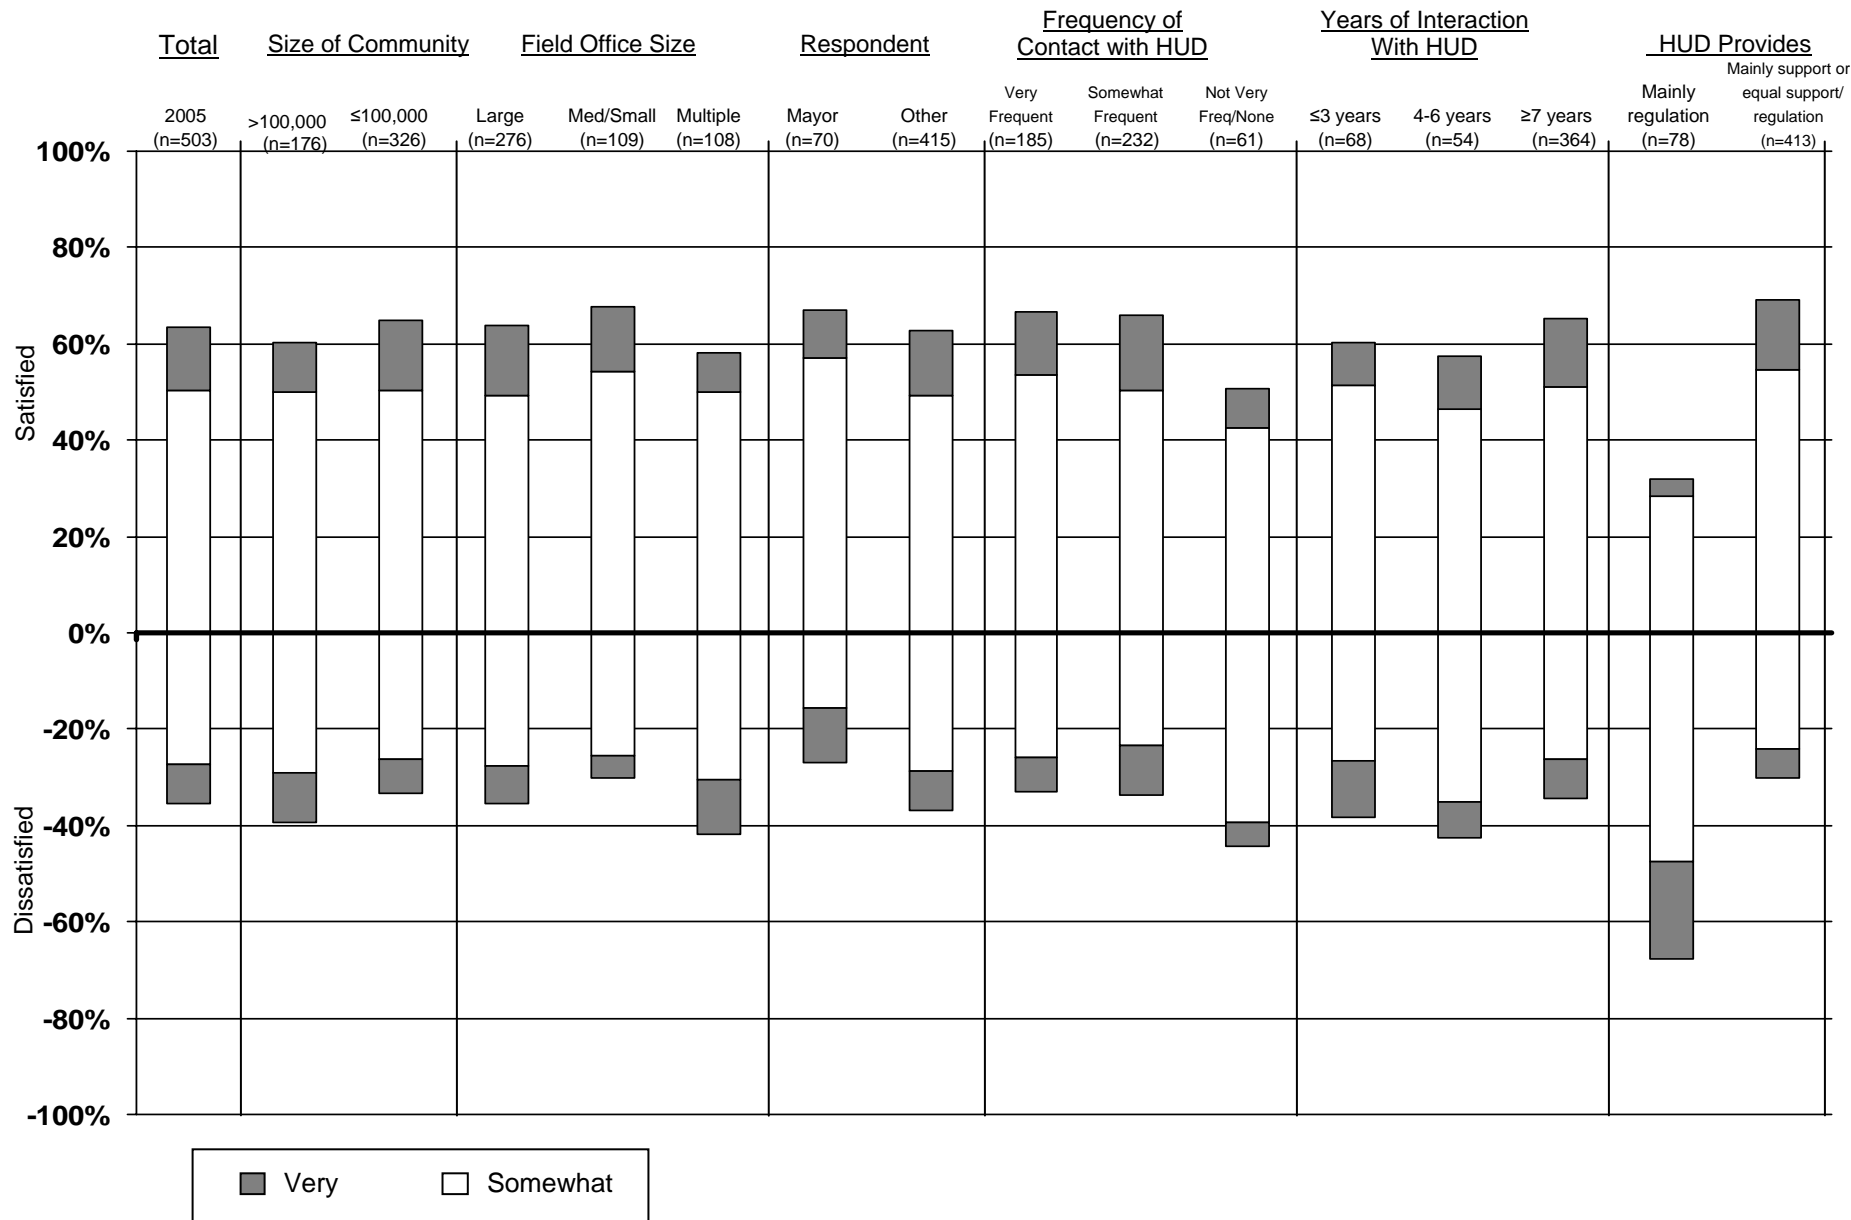 Total
Size of Community
Field Office Size
Respondent
Frequency of
Contact with HUD
Years of Interaction
With HUD
HUD Provides
2005
(n=503)
>100,000
(n=176)
≤100,000
(n=326)
Large
(n=276)
Med/Small
(n=109)
Multiple
(n=108)
Mayor
(n=70)
Other
(n=415)
Very
Frequent
(n=185)
Somewhat
Frequent
(n=232)
Not Very
Freq/None
(n=61)
≤3 years
(n=68)
4-6 years
(n=54)
≥7 years
(n=364)
Mainly
regulation
(n=78)
Mainly support or
equal support/
regulation
(n=413)
100%
80%
60%
40%
20%
0%
-20%
-40%
-60%
-80%
-100%
Satisfied
Dissatisfied
Very
Somewhat